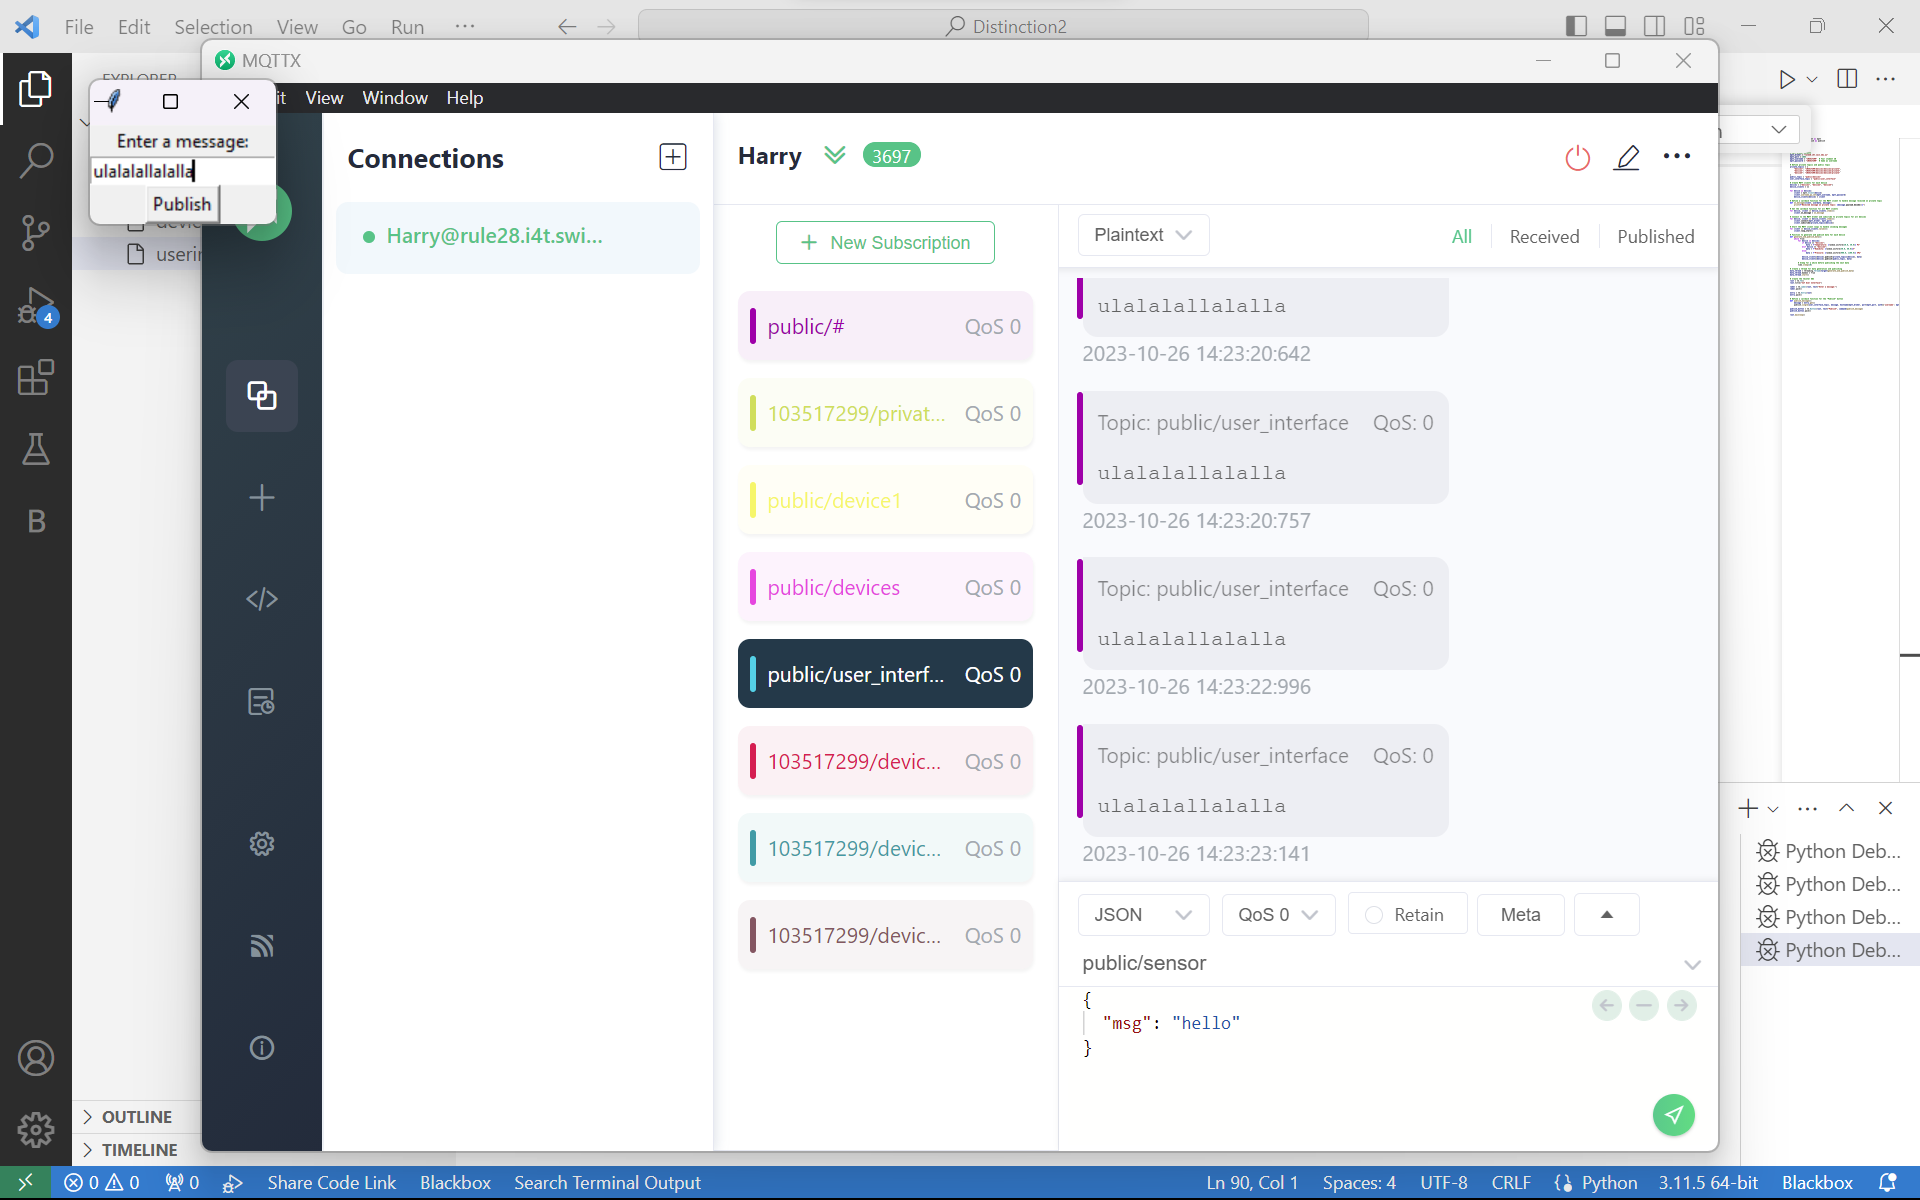 File Edit Selection View Go Run ···
Distinction2
MQTTX
View Window Help
Enter a message:
ulalalallalalla
Publish
Connections
Harry@rule28.i4t.swi...
Harry 3697
New Subscription
public/# QoS 0
103517299/privat... QoS 0
public/device1 QoS 0
public/devices QoS 0
public/user_interf... QoS 0
103517299/devic... QoS 0
103517299/devic... QoS 0
103517299/devic... QoS 0
Plaintext
All Received Published
ulalalallalalla
2023-10-26 14:23:20:642
Topic: public/user_interface QoS: 0
ulalalallalalla
2023-10-26 14:23:20:757
Topic: public/user_interface QoS: 0
ulalalallalalla
2023-10-26 14:23:22:996
Topic: public/user_interface QoS: 0
ulalalallalalla
2023-10-26 14:23:23:141
JSON QoS 0 Retain Meta
public/sensor
{
"msg": "hello"
}
Python Deb...
Python Deb...
Python Deb...
Python Deb...
4
B
userin
OUTLINE
TIMELINE
0 0 0 Share Code Link Blackbox Search Terminal Output
Ln 90, Col 1 Spaces: 4 UTF-8 CRLF Python 3.11.5 64-bit Blackbox